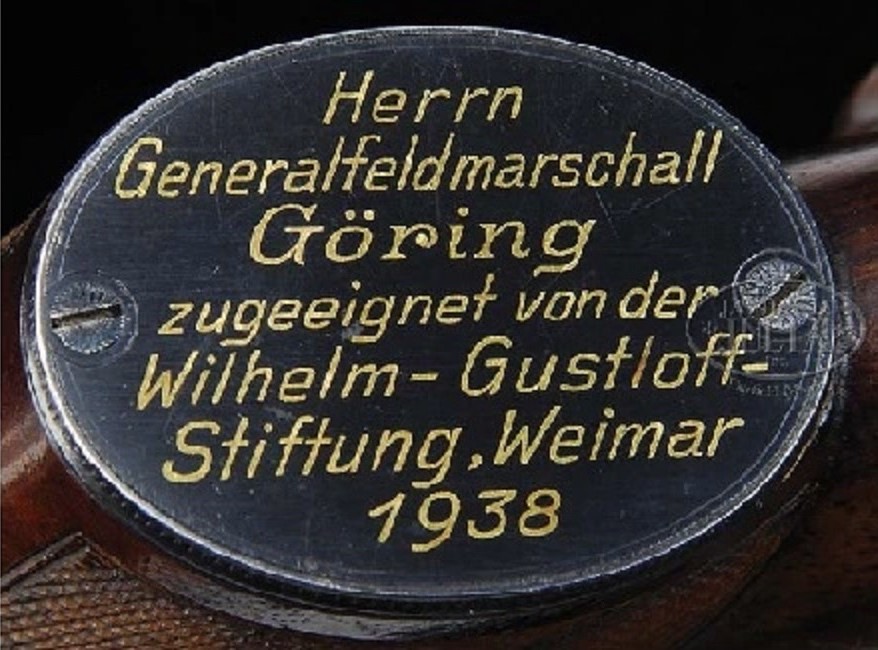 Herrn
Generalfeldmarschall
Göring
zugeeignet von der
Wilhelm-Gustloff-
Stiftung, Weimar
1938